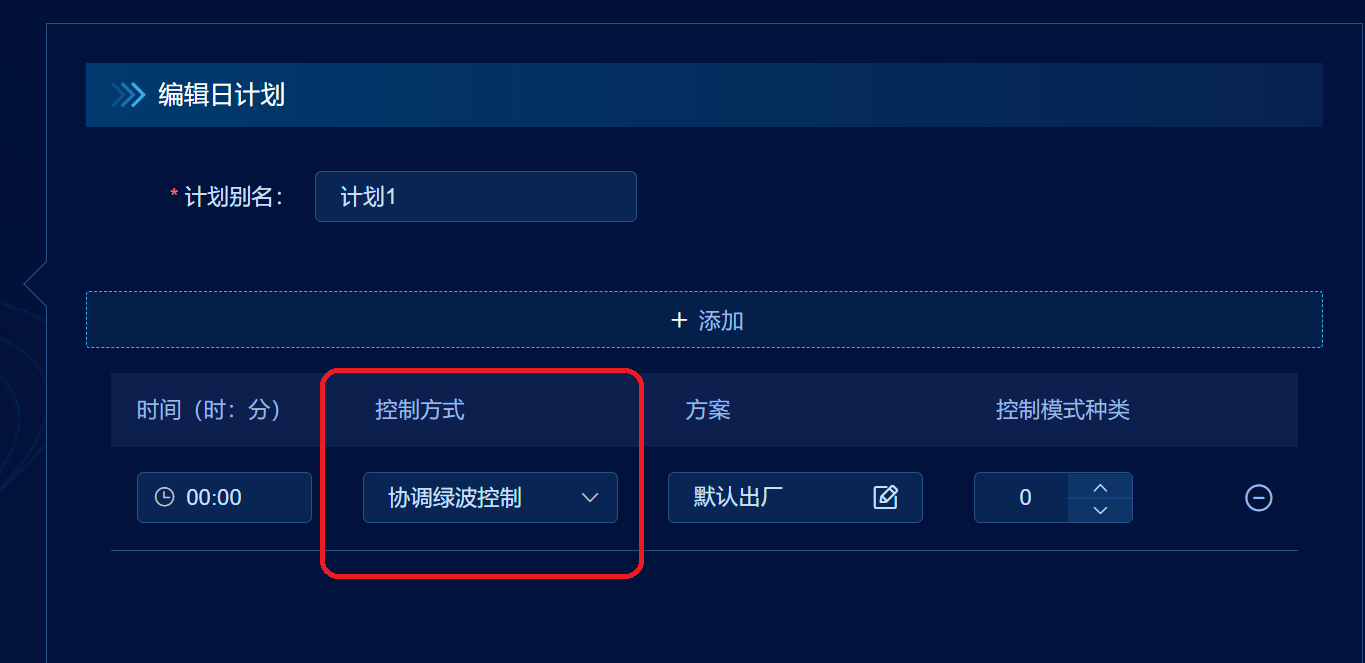 编辑日计划
* 计划别名： 计划1
+ 添加
时间（时：分） 控制方式 方案 控制模式种类
00:00 协调绿波控制 默认出厂 0